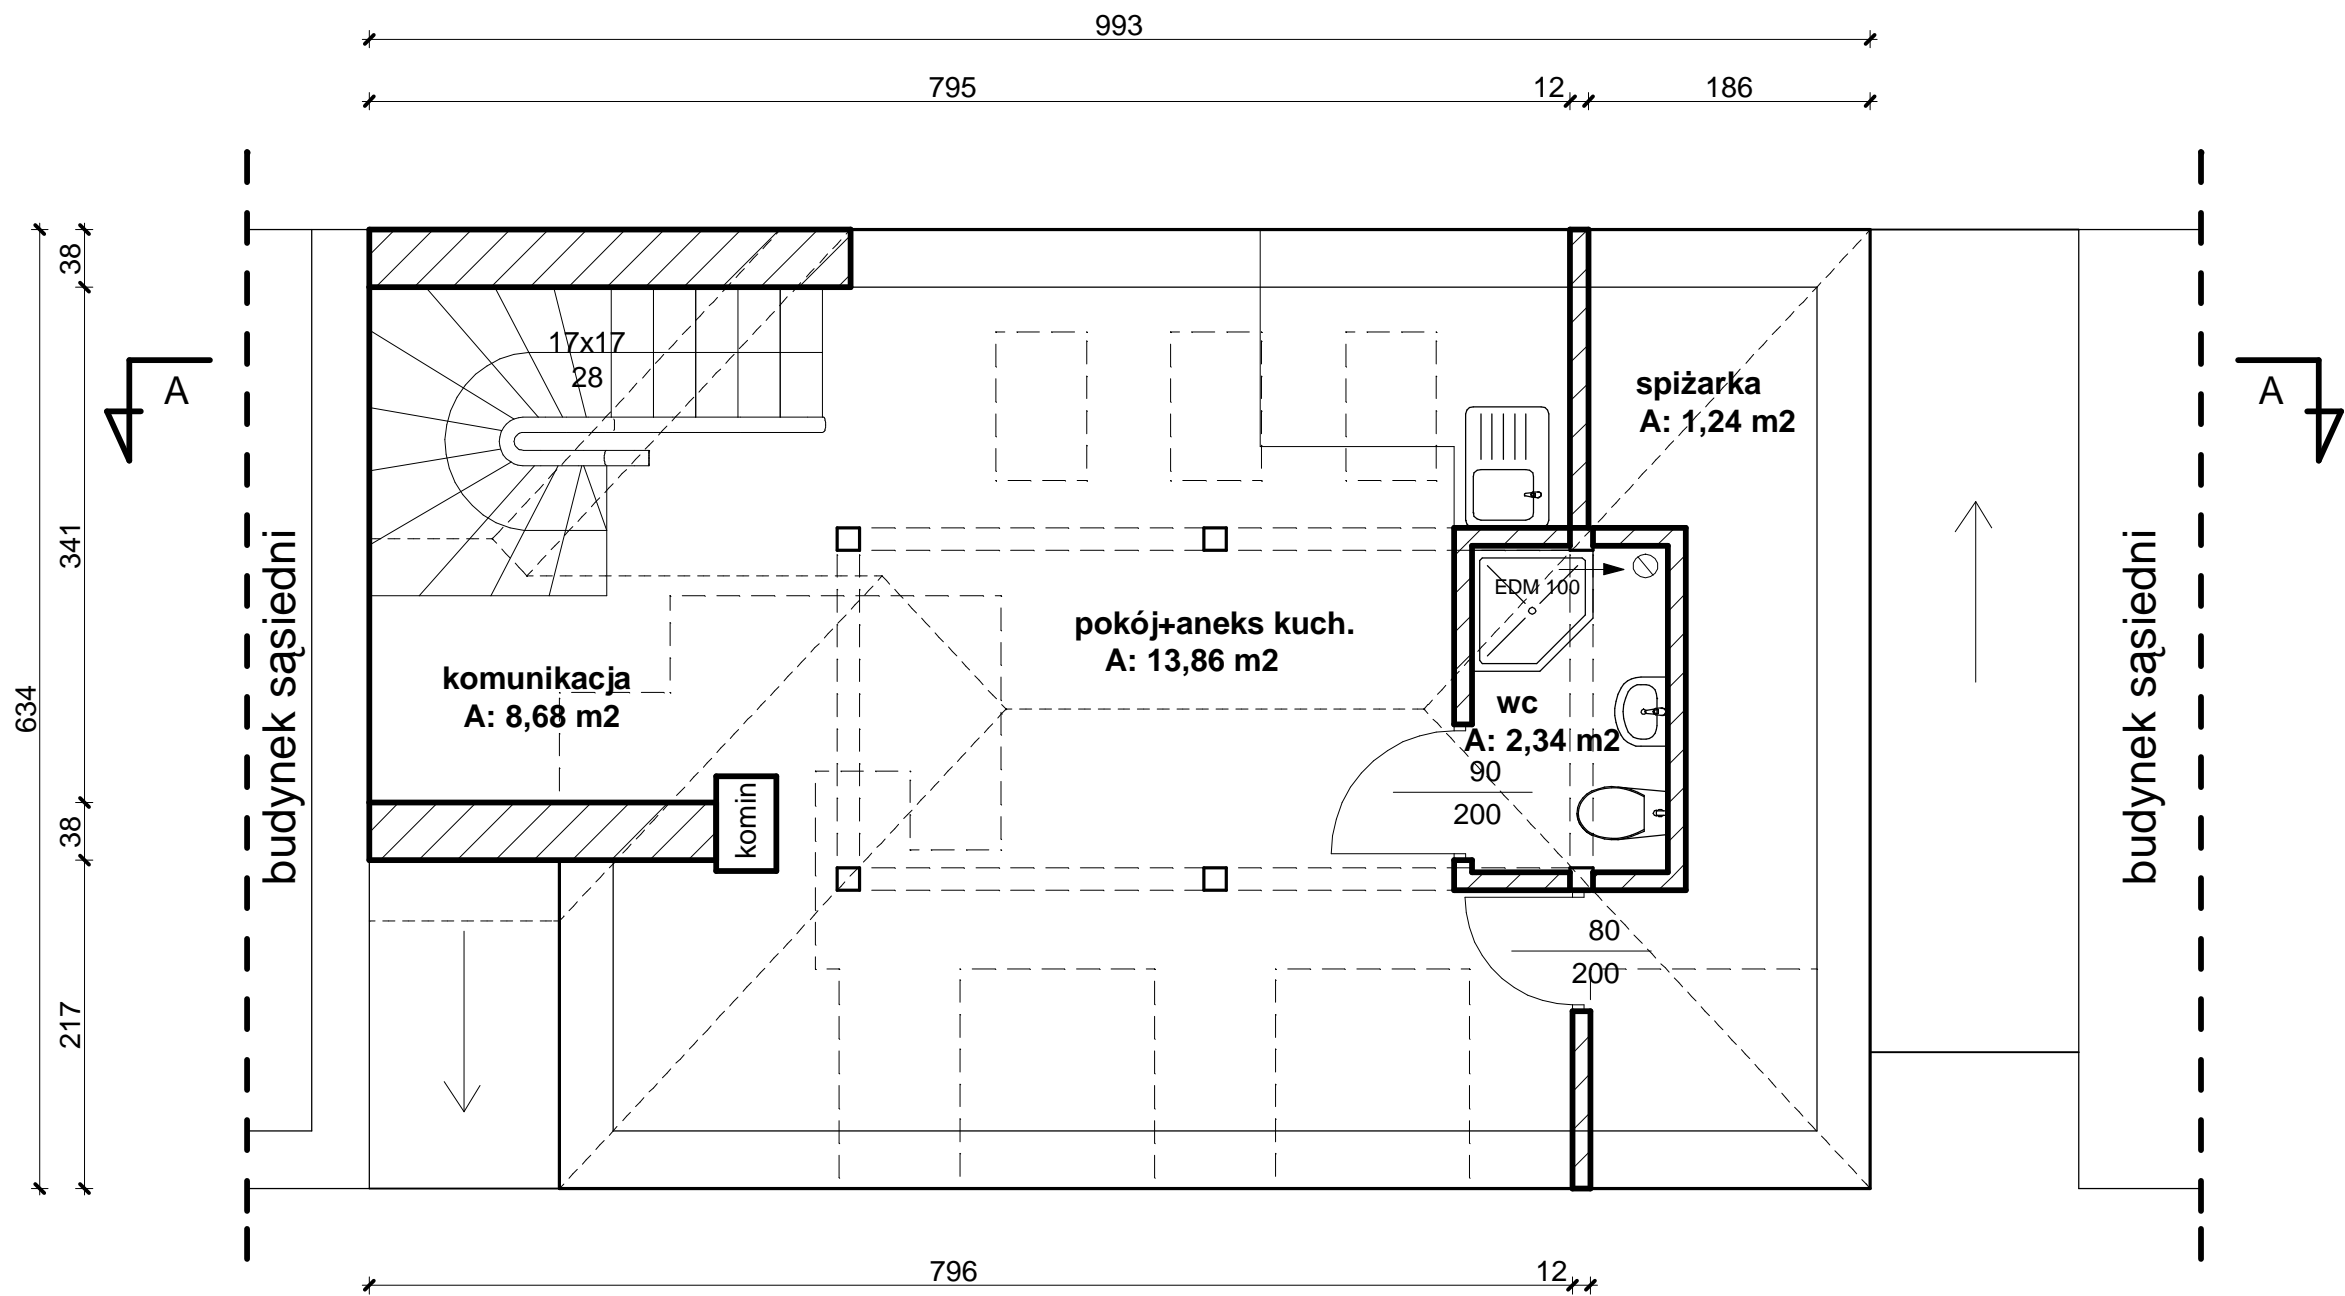 993
795
12
186
38
341
38
217
634
A
A
17x17
28
spiżarka
A: 1,24 m2
budynek sąsiedni
budynek sąsiedni
EDM 100
pokój+aneks kuch.
A: 13,86 m2
komunikacja
A: 8,68 m2
wc
A: 2,34 m2
90
200
komin
80
200
796
12